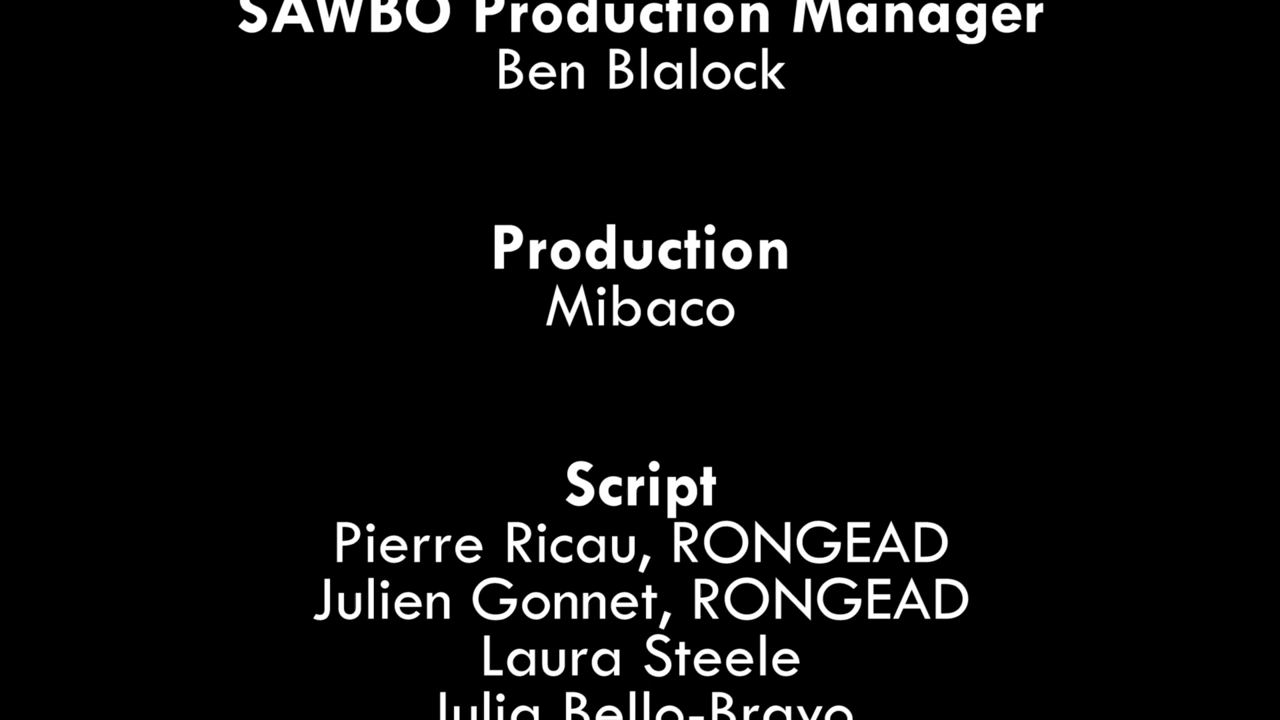 SAWBO Production Manager
Ben Blalock
Production
Mibaco
Script
Pierre Ricau, RONGEAD
Julien Gonnet, RONGEAD
Laura Steele
Julia Bello-Bravo